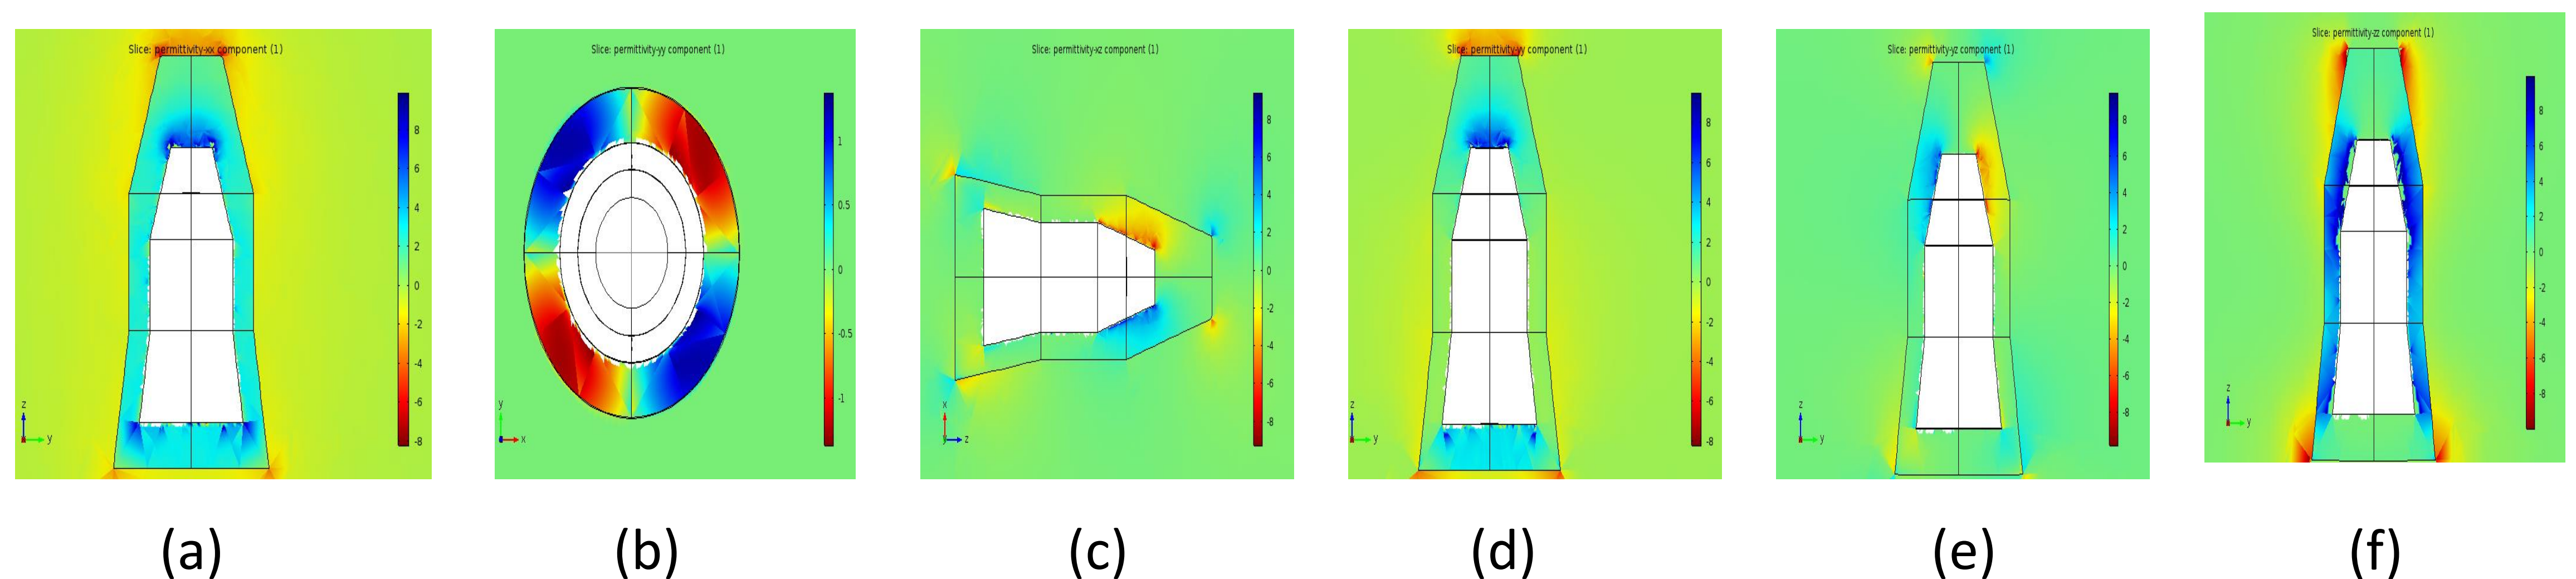 Slice: permittivity-xx component (1)
8
6
4
2
0
-2
-4
-6
-8
z
y
(a)
Slice: permittivity-yy component (1)
1
0.5
0
-0.5
-1
y
x
(b)
Slice: permittivity-xz component (1)
8
6
4
2
0
-2
-4
-6
-8
x
y
z
(c)
Slice: permittivity-yy component (1)
8
6
4
2
0
-2
-4
-6
-8
z
y
(d)
Slice: permittivity-yz component (1)
8
6
4
2
0
-2
-4
-6
-8
z
y
(e)
Slice: permittivity-zz component (1)
8
6
4
2
0
-2
-4
-6
-8
z
y
(f)